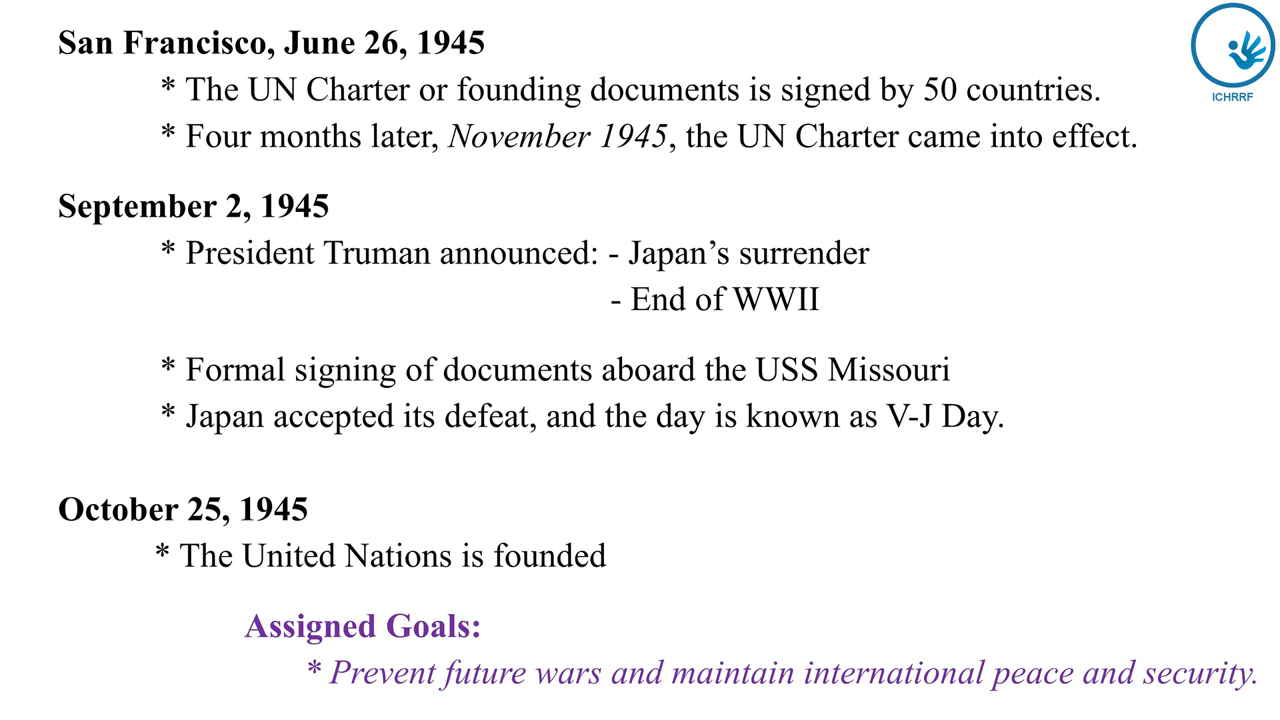 San Francisco, June 26, 1945
* The UN Charter or founding documents is signed by 50 countries.
* Four months later, November 1945, the UN Charter came into effect.
ICHRRF
September 2, 1945
* President Truman announced: - Japan’s surrender
- End of WWII
* Formal signing of documents aboard the USS Missouri
* Japan accepted its defeat, and the day is known as V-J Day.
October 25, 1945
* The United Nations is founded
Assigned Goals:
* Prevent future wars and maintain international peace and security.